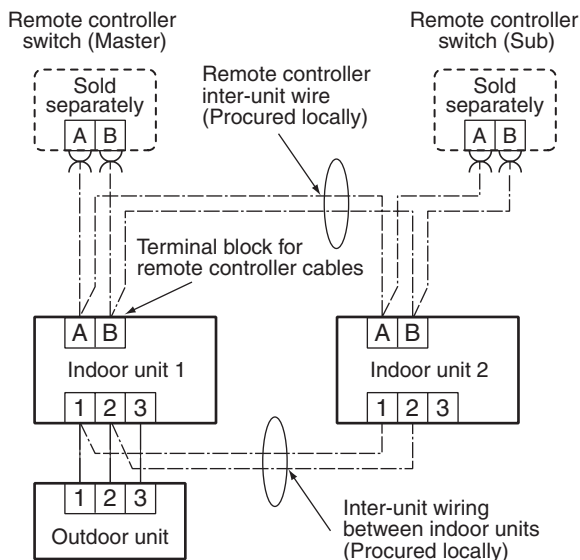 Remote controller
switch (Master)
Remote controller
switch (Sub)
Sold
separately
A B
Remote controller
inter-unit wire
(Procured locally)
Sold
separately
A B
Terminal block for
remote controller cables
A B
Indoor unit 1
1 2 3
A B
Indoor unit 2
1 2 3
1 2 3
Outdoor unit
Inter-unit wiring
between indoor units
(Procured locally)